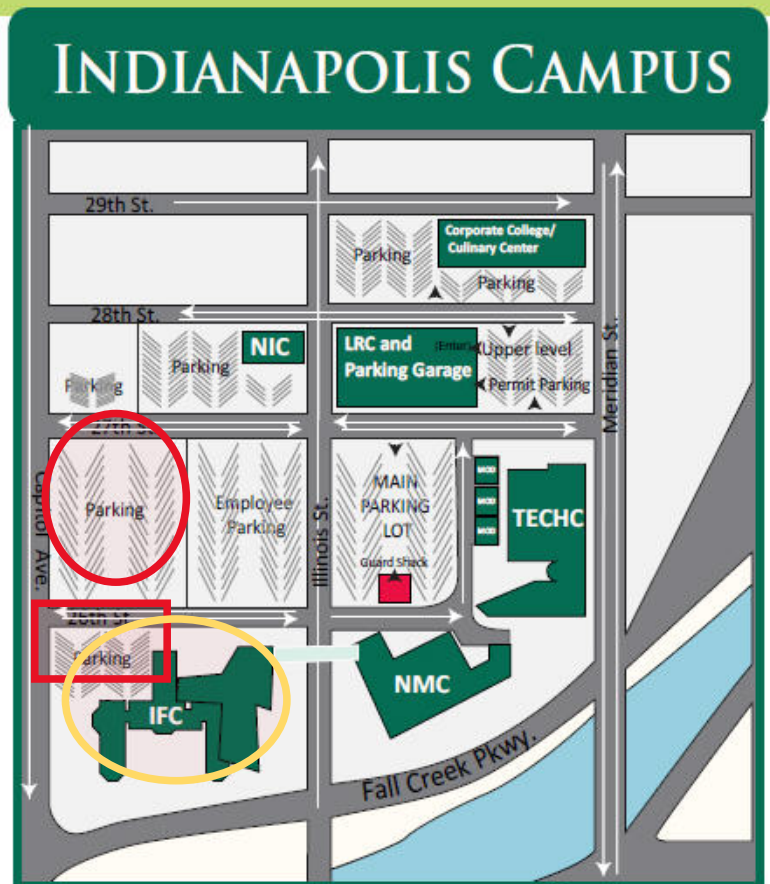 INDIANAPOLIS CAMPUS
29th St.
Corporate College/
Culinary Center
Parking
Parking
28th St.
NIC
Parking
Parking
LRC and
Parking Garage
(Enter)
Upper level
Permit Parking
Meridian St.
27th St.
Capitol Ave.
Parking
Employee
Parking
Illinois St.
MAIN
PARKING
LOT
Guard Shack
MOD
MOD
MOD
TECHC
26th St.
Parking
IFC
NMC
Fall Creek Pkwy.